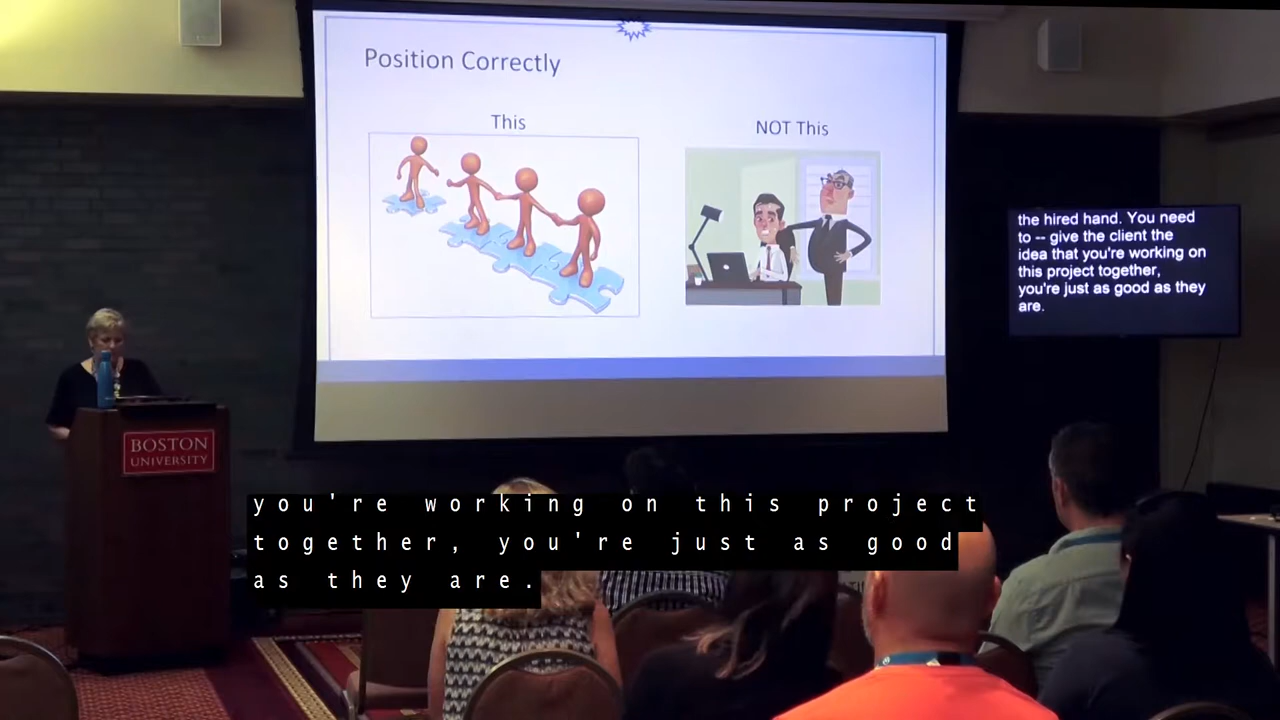 Position Correctly
This
NOT This
the hired hand. You need
to -- give the client the
idea that you're working on
this project together,
you're just as good as they
are.
BOSTON
UNIVERSITY
you're working on this project
together, you're just as good
as they are.